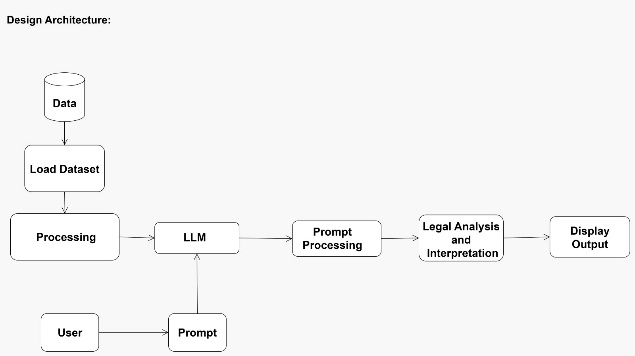 Design Architecture:
Data
Load Dataset
Processing
LLM
Prompt
Processing
Legal Analysis
and
Interpretation
Display
Output
User
Prompt